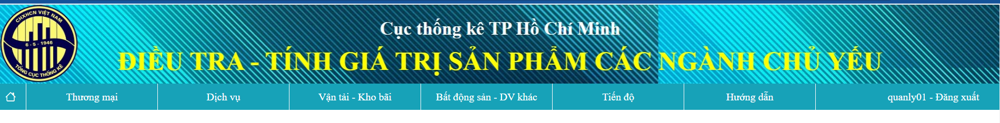 CHXHCN VIỆT NAM
6 - 5 - 1946
TỔNG CỤC THỐNG KÊ
Cục thống kê TP Hồ Chí Minh
ĐIỀU TRA - TÍNH GIÁ TRỊ SẢN PHẨM CÁC NGÀNH CHỦ YẾU
Thương mại
Dịch vụ
Vận tải - Kho bãi
Bất động sản - DV khác
Tiến độ
Hướng dẫn
quanly01 - Đăng xuất